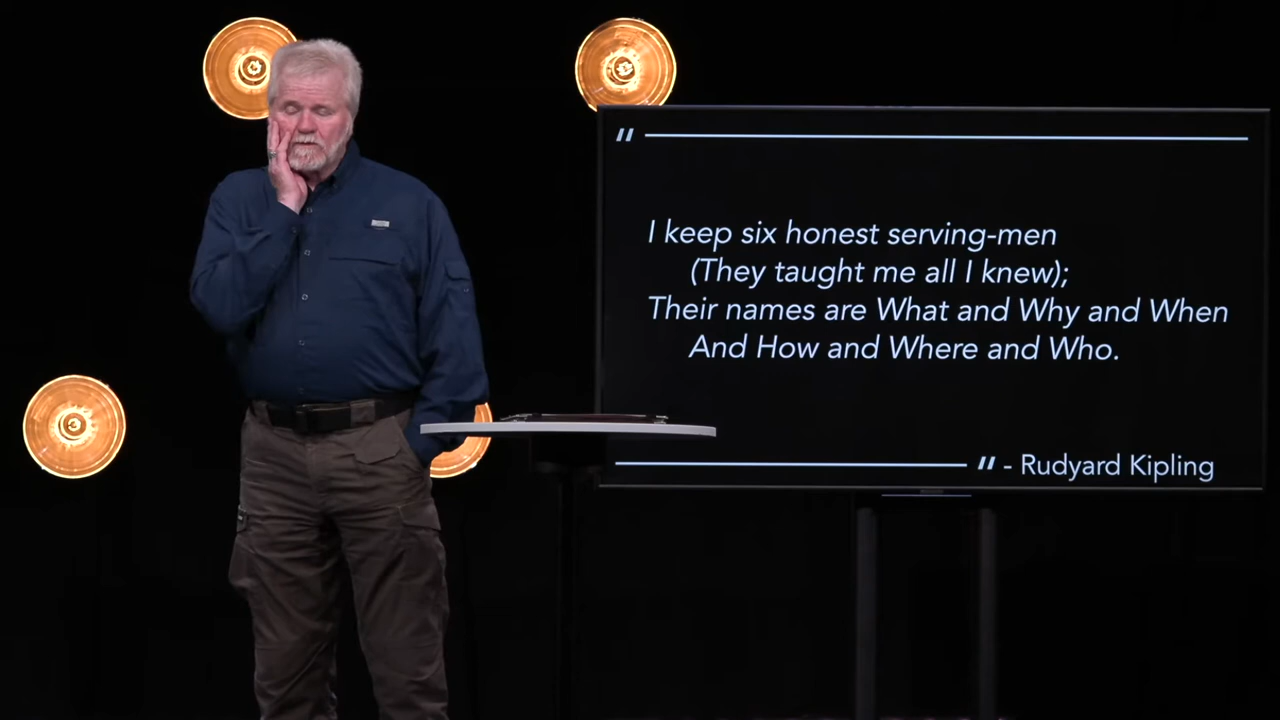 "
I keep six honest serving-men
(They taught me all I knew);
Their names are What and Why and When
And How and Where and Who.
" - Rudyard Kipling